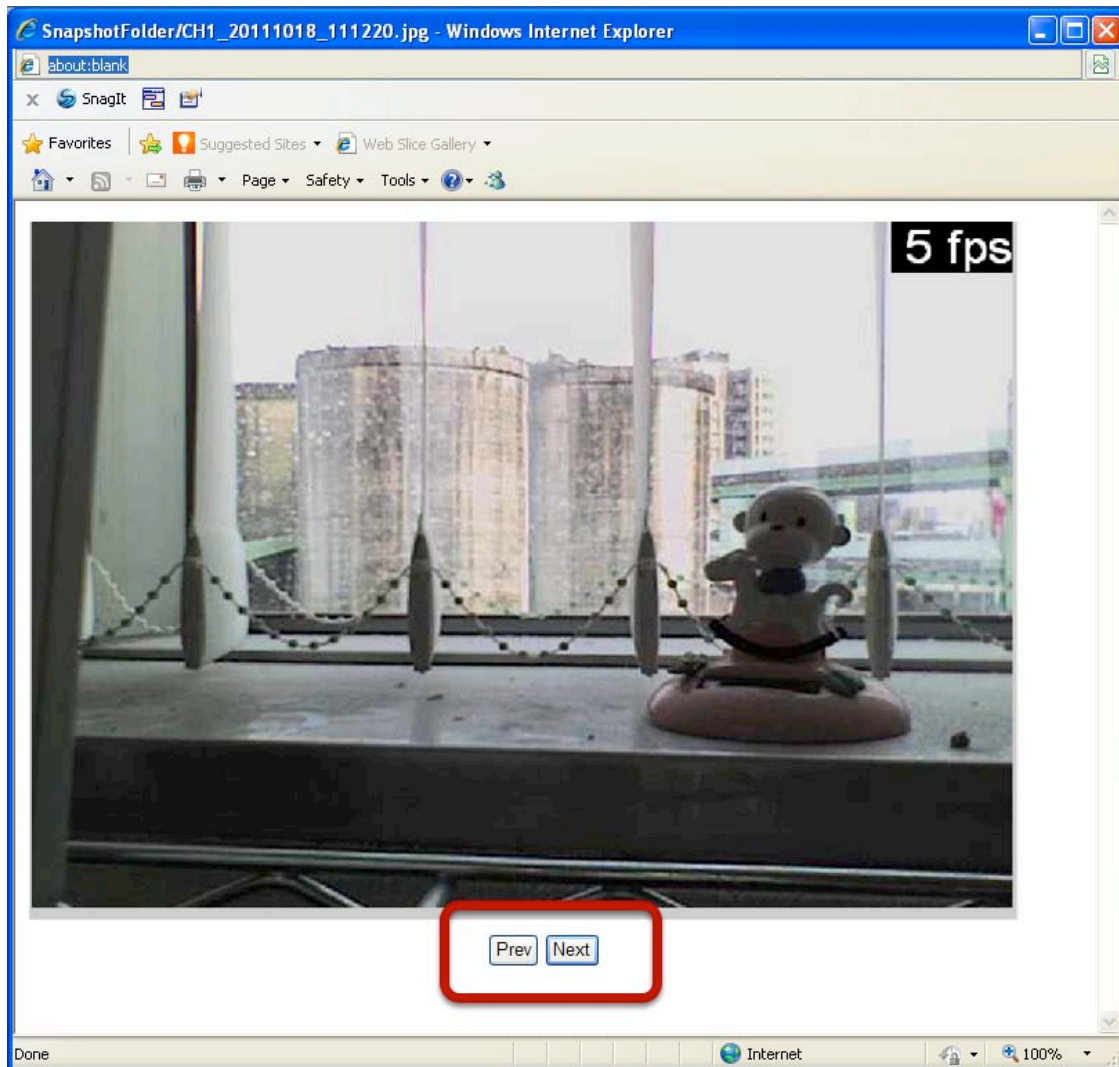 SnapshotFolder/CH1_20111018_111220.jpg - Windows Internet Explorer
about:blank
x SnagIt
Favorites Suggested Sites Web Slice Gallery
Page Safety Tools
5 fps
Prev Next
Done Internet 100%